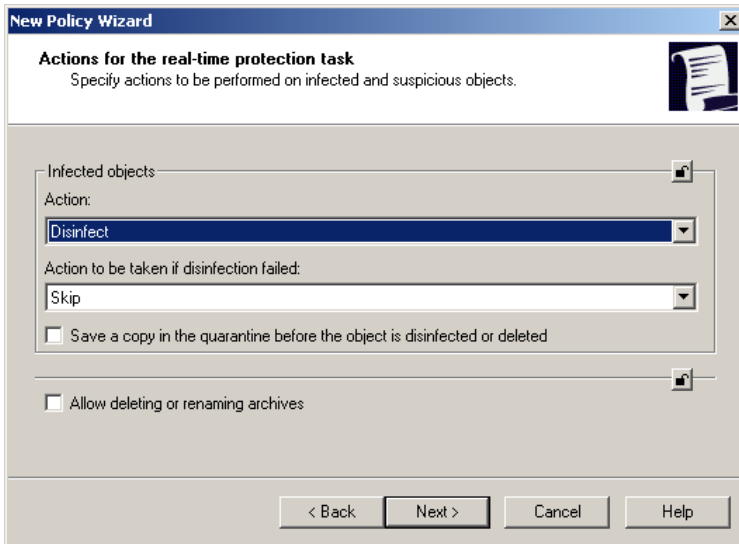 New Policy Wizard
Actions for the real-time protection task
Specify actions to be performed on infected and suspicious objects.
Infected objects
Action:
Disinfect
Action to be taken if disinfection failed:
Skip
Save a copy in the quarantine before the object is disinfected or deleted
Allow deleting or renaming archives
< Back Next > Cancel Help